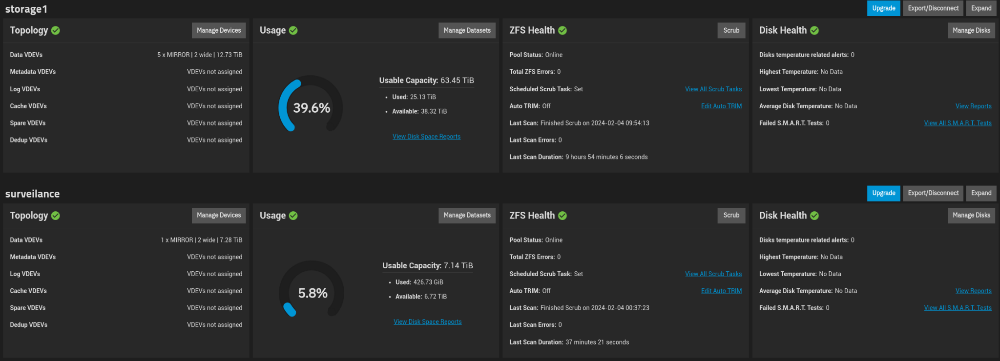 storage1
Upgrade Export/Disconnect Expand
Topology Manage Devices
Data VDEVs 5 x MIRROR | 2 wide | 12.73 TiB
Metadata VDEVs VDEVs not assigned
Log VDEVs VDEVs not assigned
Cache VDEVs VDEVs not assigned
Spare VDEVs VDEVs not assigned
Dedup VDEVs VDEVs not assigned
Usage Manage Datasets
39.6%
Usable Capacity: 63.45 TiB
• Used: 25.13 TiB
• Available: 38.32 TiB
View Disk Space Reports
ZFS Health Scrub
Pool Status: Online
Total ZFS Errors: 0
Scheduled Scrub Task: Set View All Scrub Tasks
Auto TRIM: Off Edit Auto TRIM
Last Scan: Finished Scrub on 2024-02-04 09:54:13
Last Scan Errors: 0
Last Scan Duration: 9 hours 54 minutes 6 seconds
Disk Health Manage Disks
Disks temperature related alerts: 0
Highest Temperature: No Data
Lowest Temperature: No Data
Average Disk Temperature: No Data View Reports
Failed S.M.A.R.T. Tests: 0 View All S.M.A.R.T. Tests
surveilance
Upgrade Export/Disconnect Expand
Topology Manage Devices
Data VDEVs 1 x MIRROR | 2 wide | 7.28 TiB
Metadata VDEVs VDEVs not assigned
Log VDEVs VDEVs not assigned
Cache VDEVs VDEVs not assigned
Spare VDEVs VDEVs not assigned
Dedup VDEVs VDEVs not assigned
Usage Manage Datasets
5.8%
Usable Capacity: 7.14 TiB
• Used: 426.73 GiB
• Available: 6.72 TiB
View Disk Space Reports
ZFS Health Scrub
Pool Status: Online
Total ZFS Errors: 0
Scheduled Scrub Task: Set View All Scrub Tasks
Auto TRIM: Off Edit Auto TRIM
Last Scan: Finished Scrub on 2024-02-04 00:37:23
Last Scan Errors: 0
Last Scan Duration: 37 minutes 21 seconds
Disk Health Manage Disks
Disks temperature related alerts: 0
Highest Temperature: No Data
Lowest Temperature: No Data
Average Disk Temperature: No Data View Reports
Failed S.M.A.R.T. Tests: 0 View All S.M.A.R.T. Tests